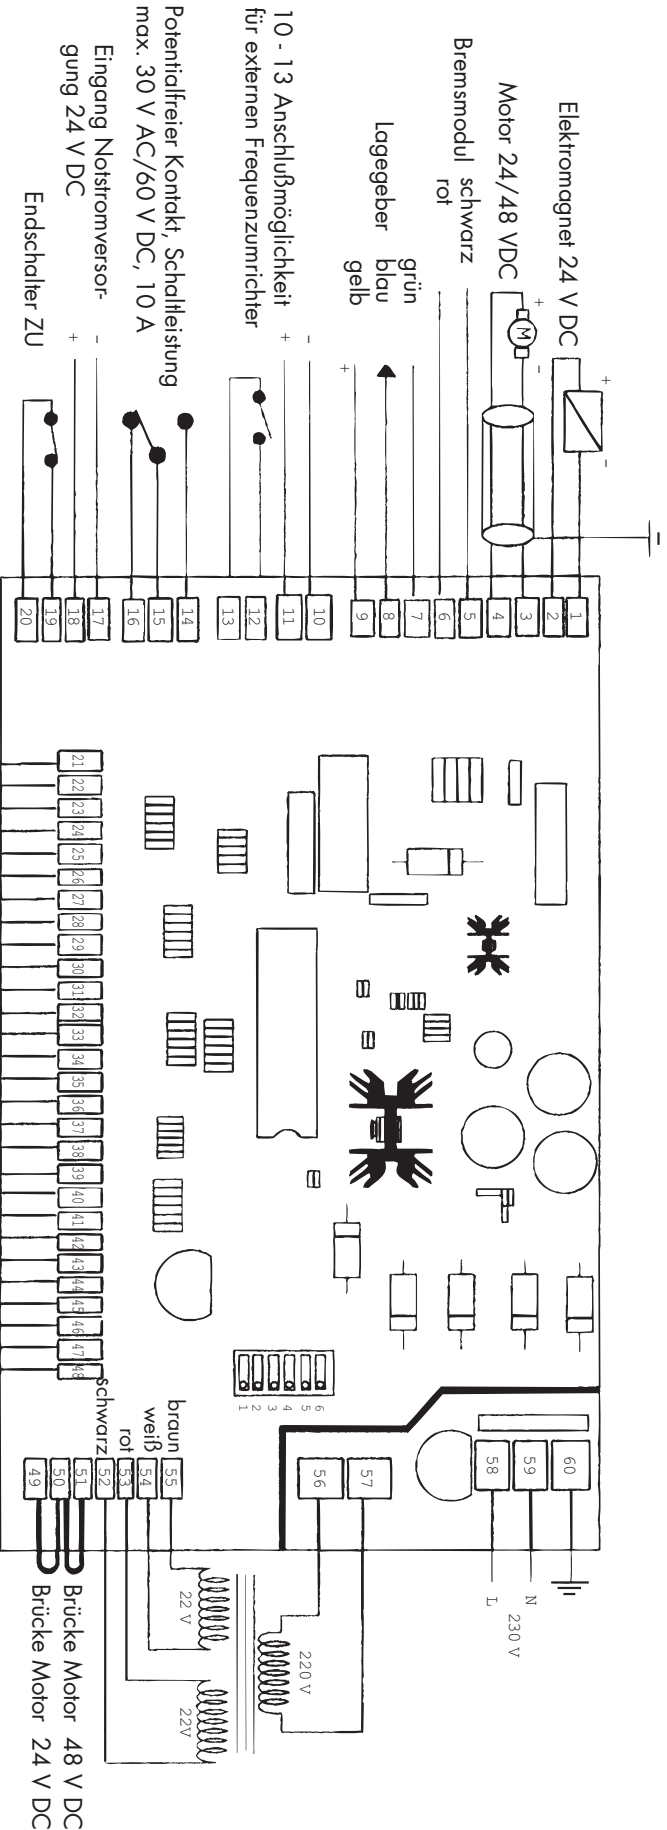 Elektromagnet 24 V DC
+
-
Motor 24/48 VDC
+
M
-
Bremsmodul schwarz
rot
Lagegeber
grün
blau
gelb
+
10 - 13 Anschlußmöglichkeit
für externen Frequenzumrichter
-
+
Potentialfreier Kontakt, Schaltleistung
max. 30 V AC/60 V DC, 10 A
Eingang Notstromversor-
gung 24 V DC
-
+
Endschalter ZU
1
2
3
4
5
6
7
8
9
10
11
12
13
14
15
16
17
18
19
20
21
22
23
24
25
26
27
28
29
30
31
32
33
34
35
36
37
38
39
40
41
42
43
44
45
46
47
48
1
2
3
4
5
6
60
59
58
57
56
braun
weiß
rot
schwarz
55
54
53
52
51
50
49
N
L
230 V
220 V
22 V
22V
Brücke Motor 48 V DC
Brücke Motor 24 V DC